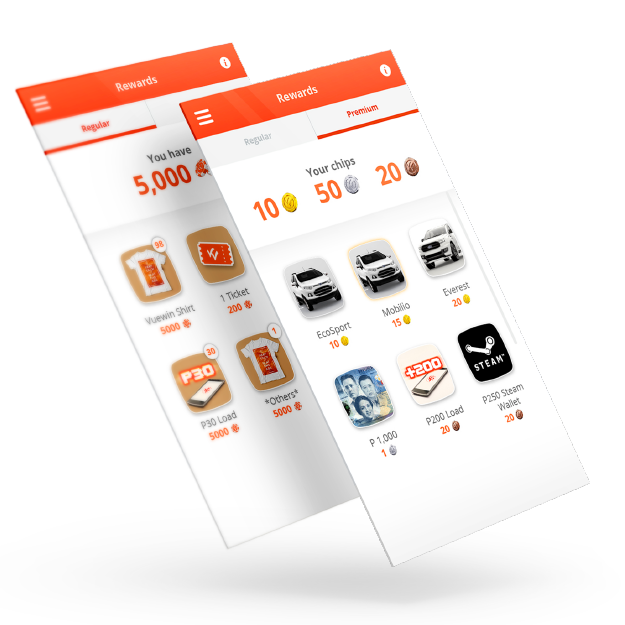 Rewards
Regular
You have
5,000
98
Vuewin Shirt
5000
1 Ticket
200
30
P30
P30 Load
5000
1
*Others*
5000
Rewards
Regular
Premium
Your chips
10 50 20
EcoSport
10
Mobilio
15
Everest
20
P 1,000
1
+200
P200 Load
20
STEAM™
P250 Steam
Wallet
20